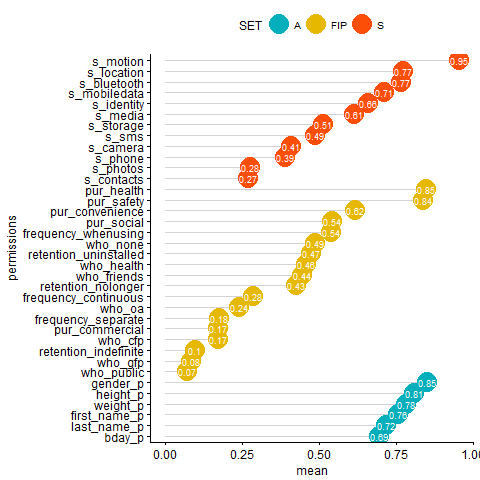 SET A FIP S
s_motion 0.95
s_location 0.77
s_bluetooth 0.77
s_mobiledata 0.71
s_identity 0.66
s_media 0.61
s_storage 0.51
s_sms 0.49
s_camera 0.41
s_phone 0.39
s_photos 0.28
s_contacts 0.27
pur_health 0.85
pur_safety 0.84
pur_convenience 0.62
pur_social 0.54
frequency_whenusing 0.54
who_none 0.49
retention_uninstalled 0.47
who_health 0.46
who_friends 0.44
retention_nolonger 0.43
frequency_continuous 0.28
who_oa 0.24
frequency_separate 0.18
pur_commercial 0.17
who_cfp 0.17
retention_indefinite 0.1
who_gfp 0.08
who_public 0.07
gender_p 0.85
height_p 0.81
weight_p 0.78
first_name_p 0.76
last_name_p 0.72
bday_p 0.69
permissions
0.00 0.25 0.50 0.75 1.00
mean